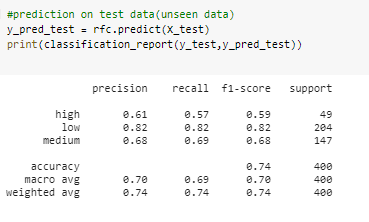 #prediction on test data(unseen data)
y_pred_test = rfc.predict(X_test)
print(classification_report(y_test,y_pred_test))
precision recall f1-score support
high 0.61 0.57 0.59 49
low 0.82 0.82 0.82 204
medium 0.68 0.69 0.68 147
accuracy 0.74 400
macro avg 0.70 0.69 0.70 400
weighted avg 0.74 0.74 0.74 400